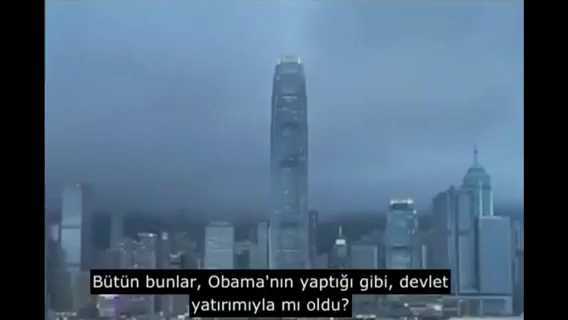 Bütün bunlar, Obama'nın yaptığı gibi, devlet
yatırımıyla mı oldu?